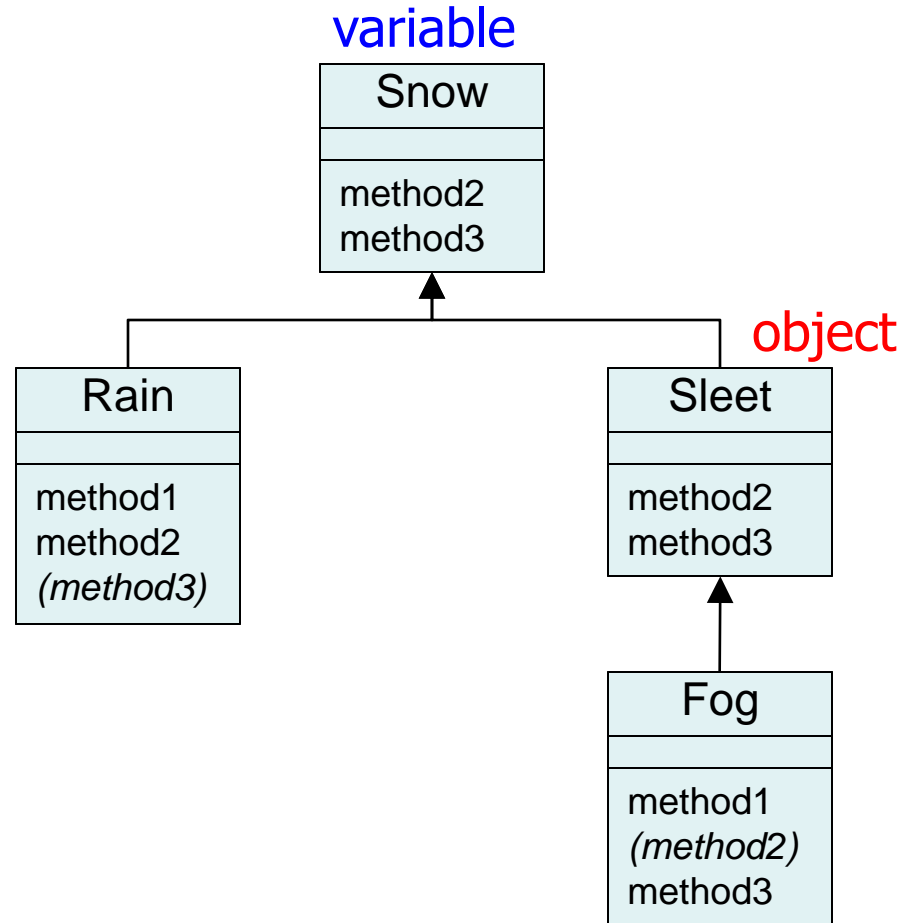 variable
Snow
method2
method3
object
Rain
method1
method2
(method3)
Sleet
method2
method3
Fog
method1
(method2)
method3